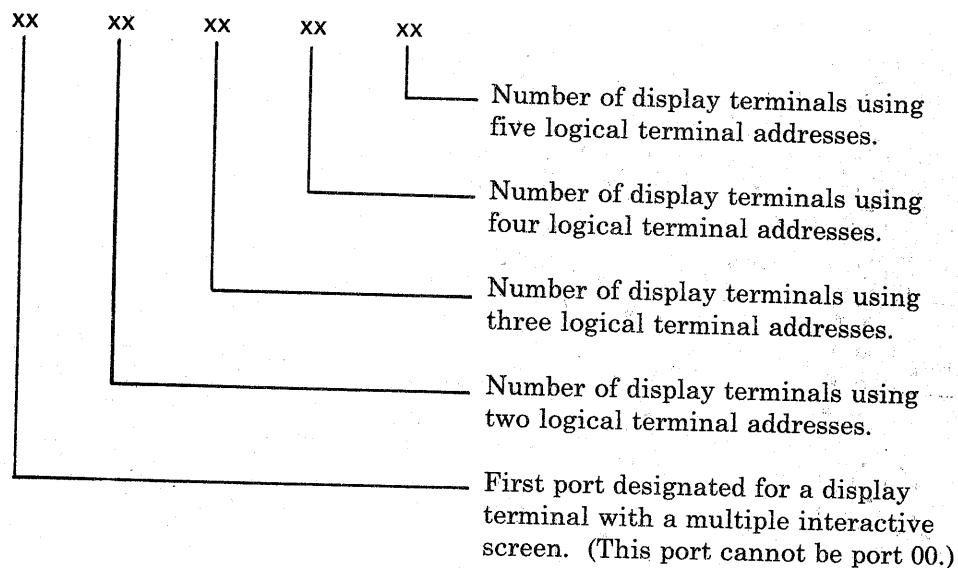 xx xx xx xx xx
Number of display terminals using
five logical terminal addresses.
Number of display terminals using
four logical terminal addresses.
Number of display terminals using
three logical terminal addresses.
Number of display terminals using
two logical terminal addresses.
First port designated for a display
terminal with a multiple interactive
screen. (This port cannot be port 00.)